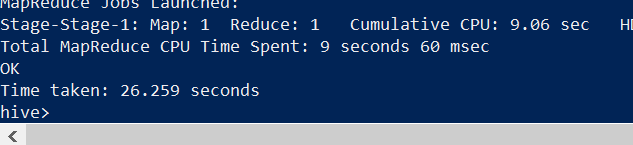 MapReduce Jobs Launched:
Stage-Stage-1: Map: 1  Reduce: 1   Cumulative CPU: 9.06 sec   HD
Total MapReduce CPU Time Spent: 9 seconds 60 msec
OK
Time taken: 26.259 seconds
hive>